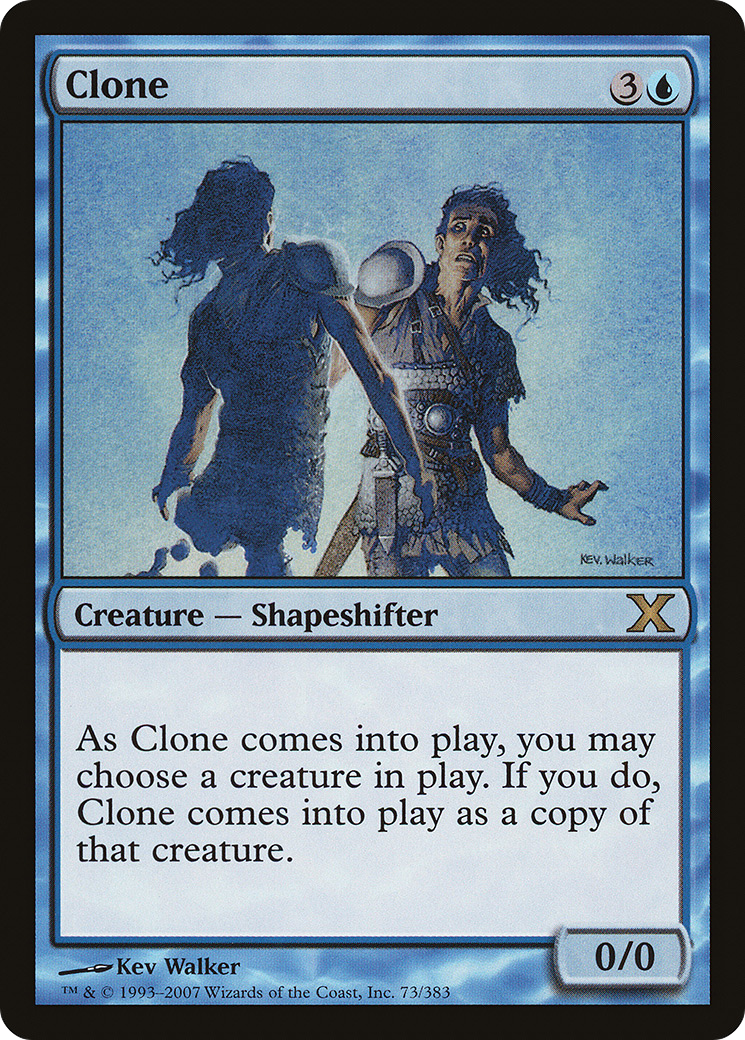 Clone 3
KEV. WALKER
Creature — Shapeshifter X
As Clone comes into play, you may
choose a creature in play. If you do,
Clone comes into play as a copy of
that creature.
0/0
Kev Walker
™ & © 1993–2007 Wizards of the Coast, Inc. 73/383